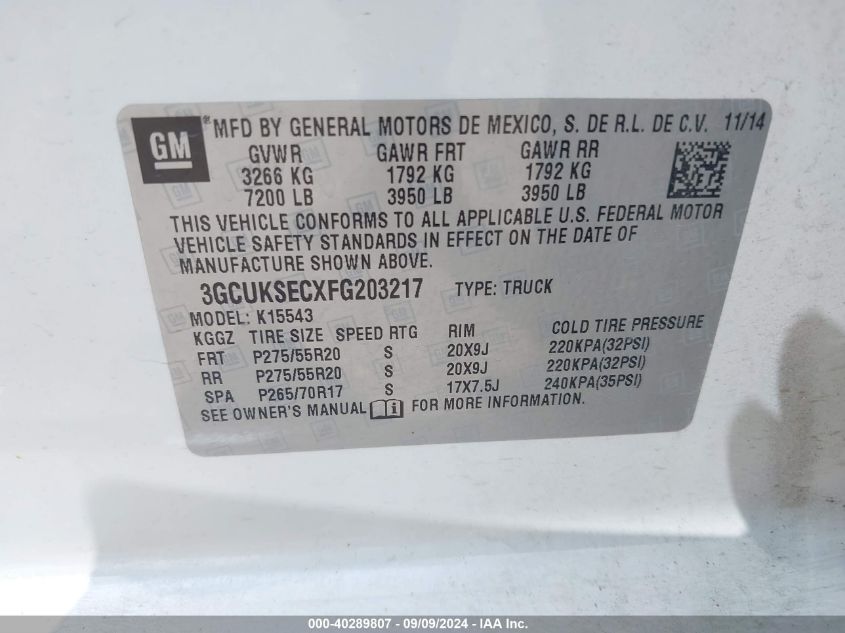 GM ® MFD BY GENERAL MOTORS DE MEXICO, S. DE R.L. DE C.V. 11/14
GVWR GAWR FRT GAWR RR
3266 KG 1792 KG 1792 KG
7200 LB 3950 LB 3950 LB
THIS VEHICLE CONFORMS TO ALL APPLICABLE U.S. FEDERAL MOTOR
VEHICLE SAFETY STANDARDS IN EFFECT ON THE DATE OF
MANUFACTURE SHOWN ABOVE.
3GCUKSECXFG203217 TYPE: TRUCK
MODEL: K15543
KGGZ TIRE SIZE SPEED RTG RIM COLD TIRE PRESSURE
FRT P275/55R20 S 20X9J 220KPA(32PSI)
RR P275/55R20 S 20X9J 220KPA(32PSI)
SPA P265/70R17 S 17X7.5J 240KPA(35PSI)
SEE OWNER'S MANUAL i FOR MORE INFORMATION.
000-40289807 - 09/09/2024 - IAA Inc.